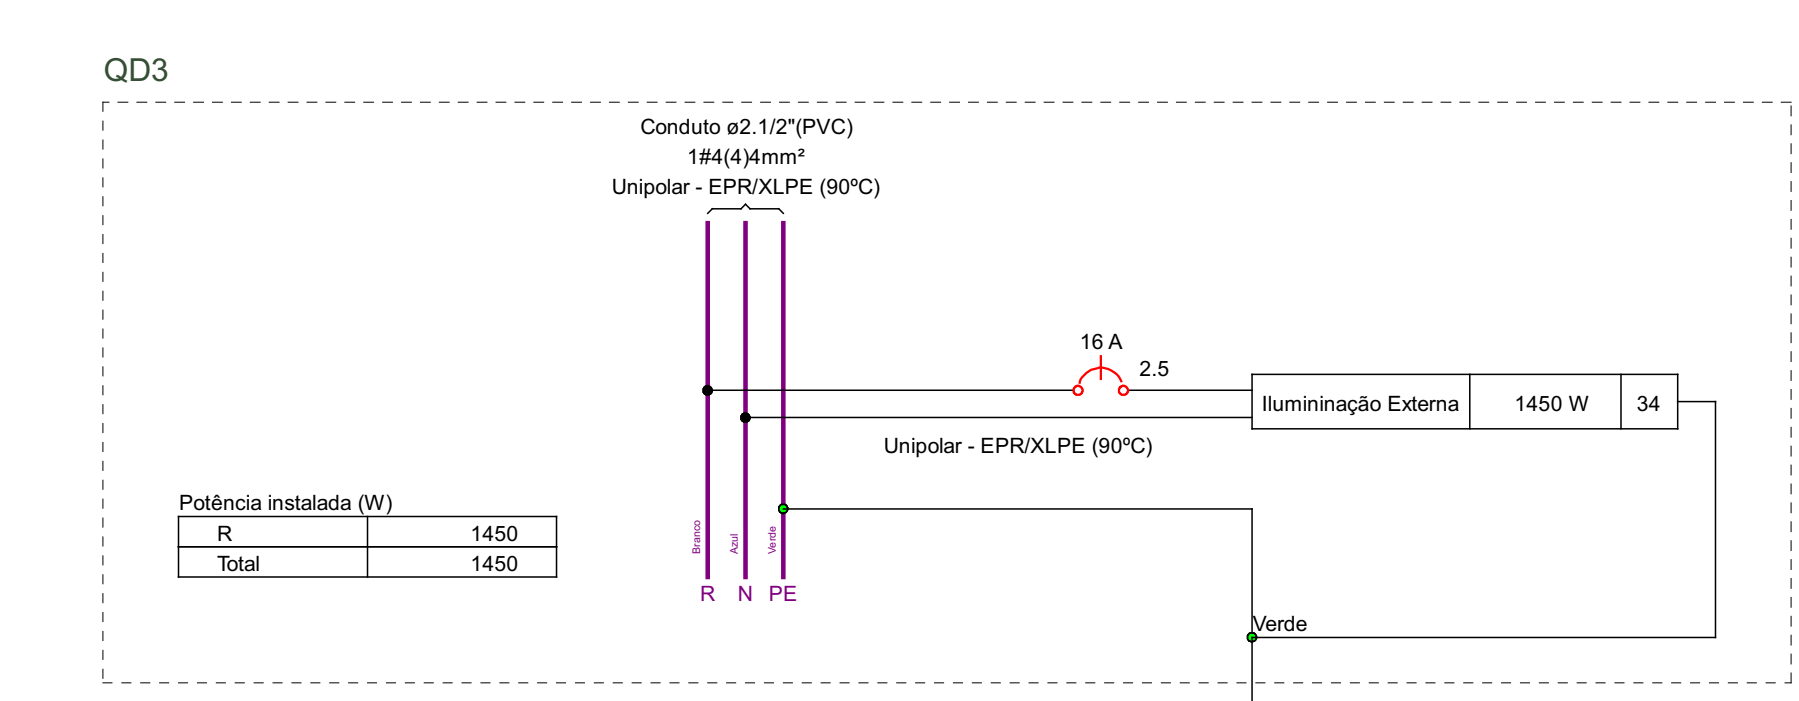 QD3
Conduto ø2.1/2"(PVC)
1#4(4)4mm²
Unipolar - EPR/XLPE (90ºC)
16 A
2.5
Ilumininação Externa 1450 W 34
Unipolar - EPR/XLPE (90ºC)
Potência instalada (W)
R 1450
Total 1450
Branco
Azul
Verde
R N PE
Verde